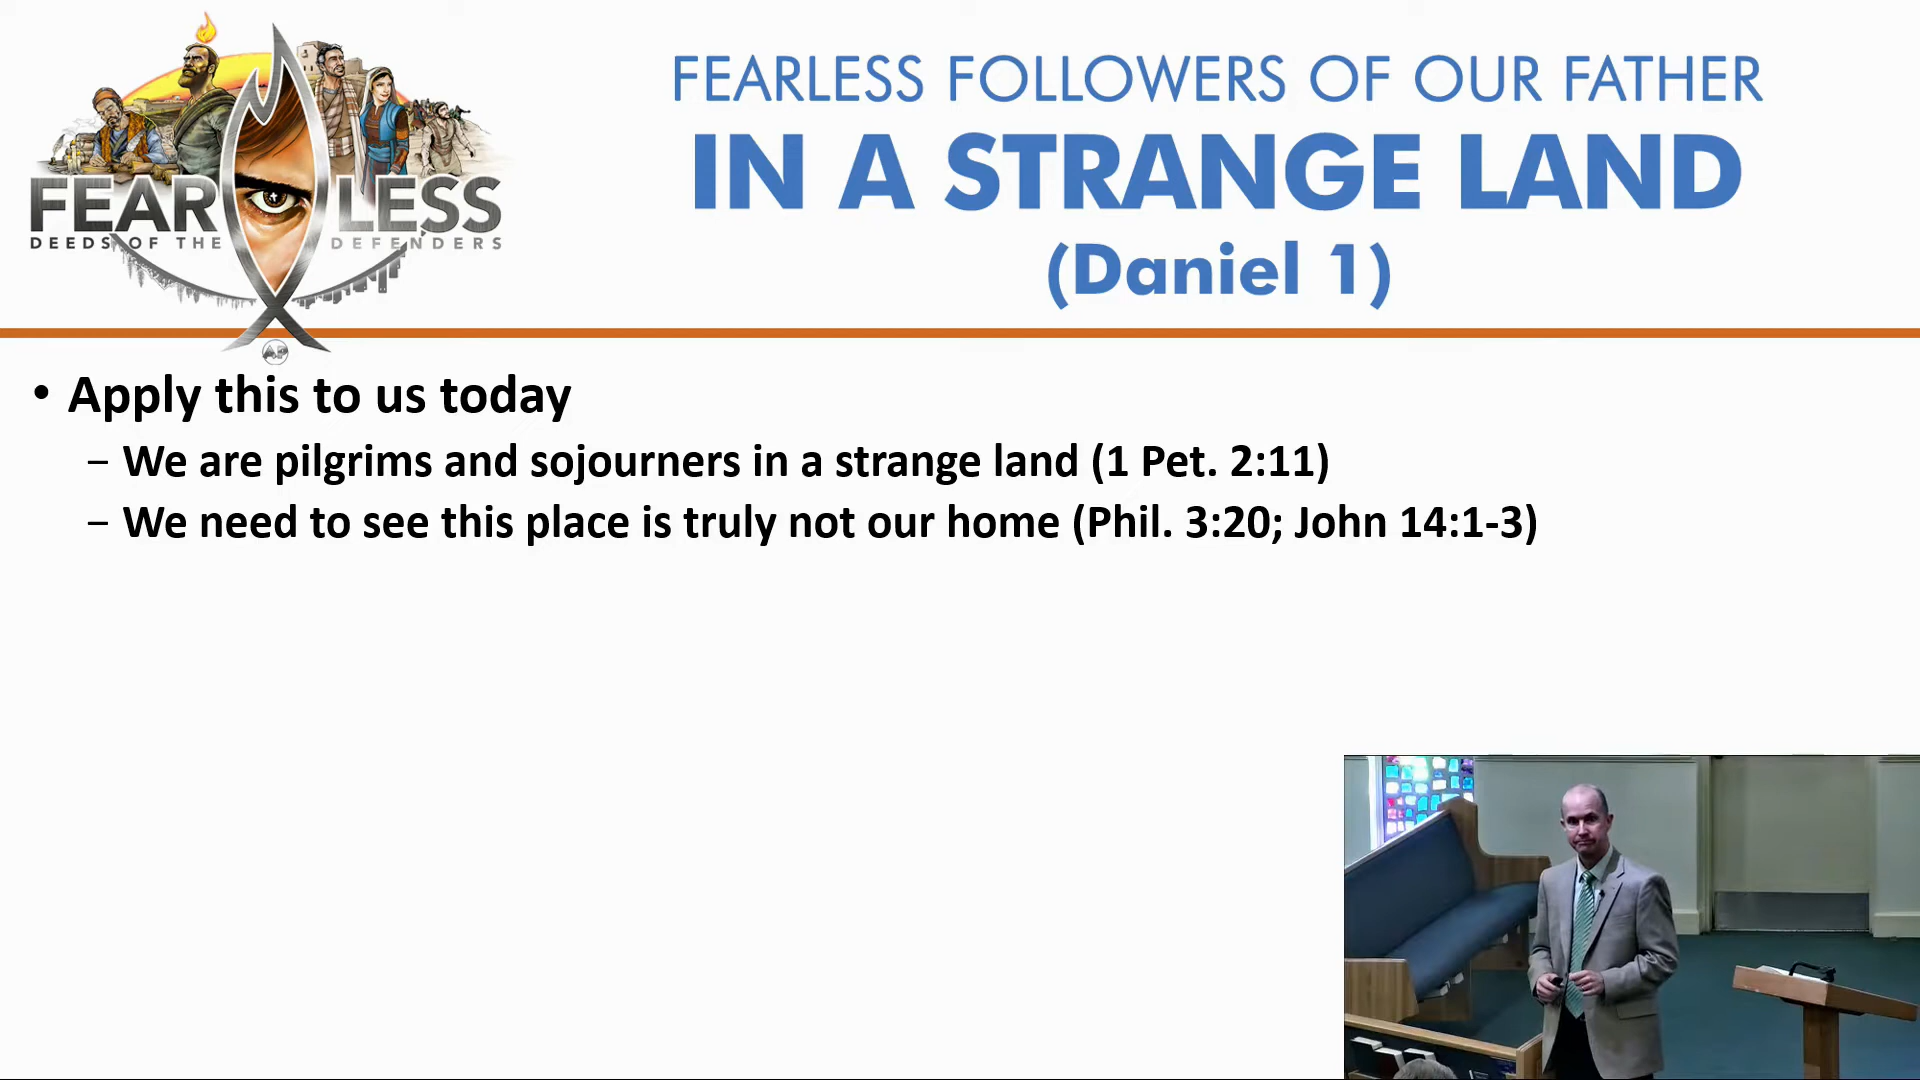 FEARLESS FOLLOWERS OF OUR FATHER
IN A STRANGE LAND
(Daniel 1)
FEARLESS
DEEDS OF THE DEFENDERS
A.P
• Apply this to us today
– We are pilgrims and sojourners in a strange land (1 Pet. 2:11)
– We need to see this place is truly not our home (Phil. 3:20; John 14:1-3)